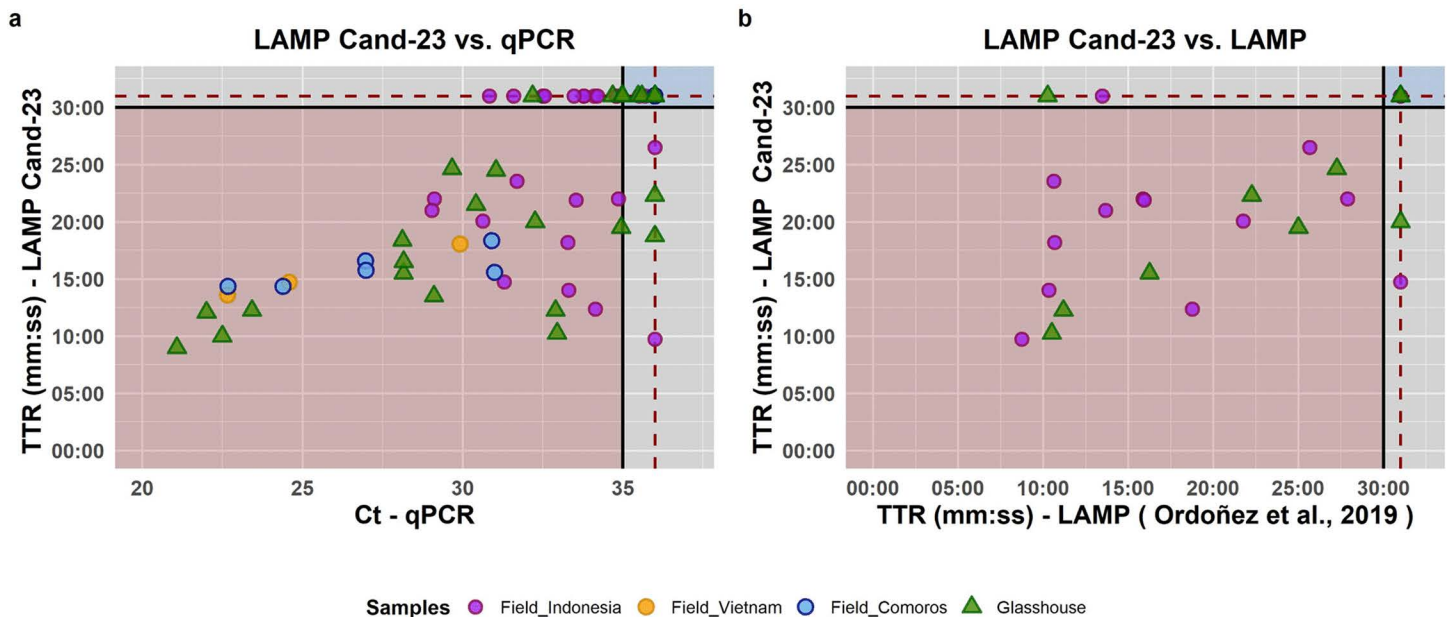 a
LAMP Cand-23 vs. qPCR
TTR (mm:ss) - LAMP Cand-23
30:00
25:00
20:00
15:00
10:00
05:00
00:00
20 25 30 35
Ct - qPCR
b
LAMP Cand-23 vs. LAMP
TTR (mm:ss) - LAMP Cand-23
30:00
25:00
20:00
15:00
10:00
05:00
00:00
00:00 05:00 10:00 15:00 20:00 25:00 30:00
TTR (mm:ss) - LAMP ( Ordoñez et al., 2019 )
Samples Field_Indonesia Field_Vietnam Field_Comoros Glasshouse